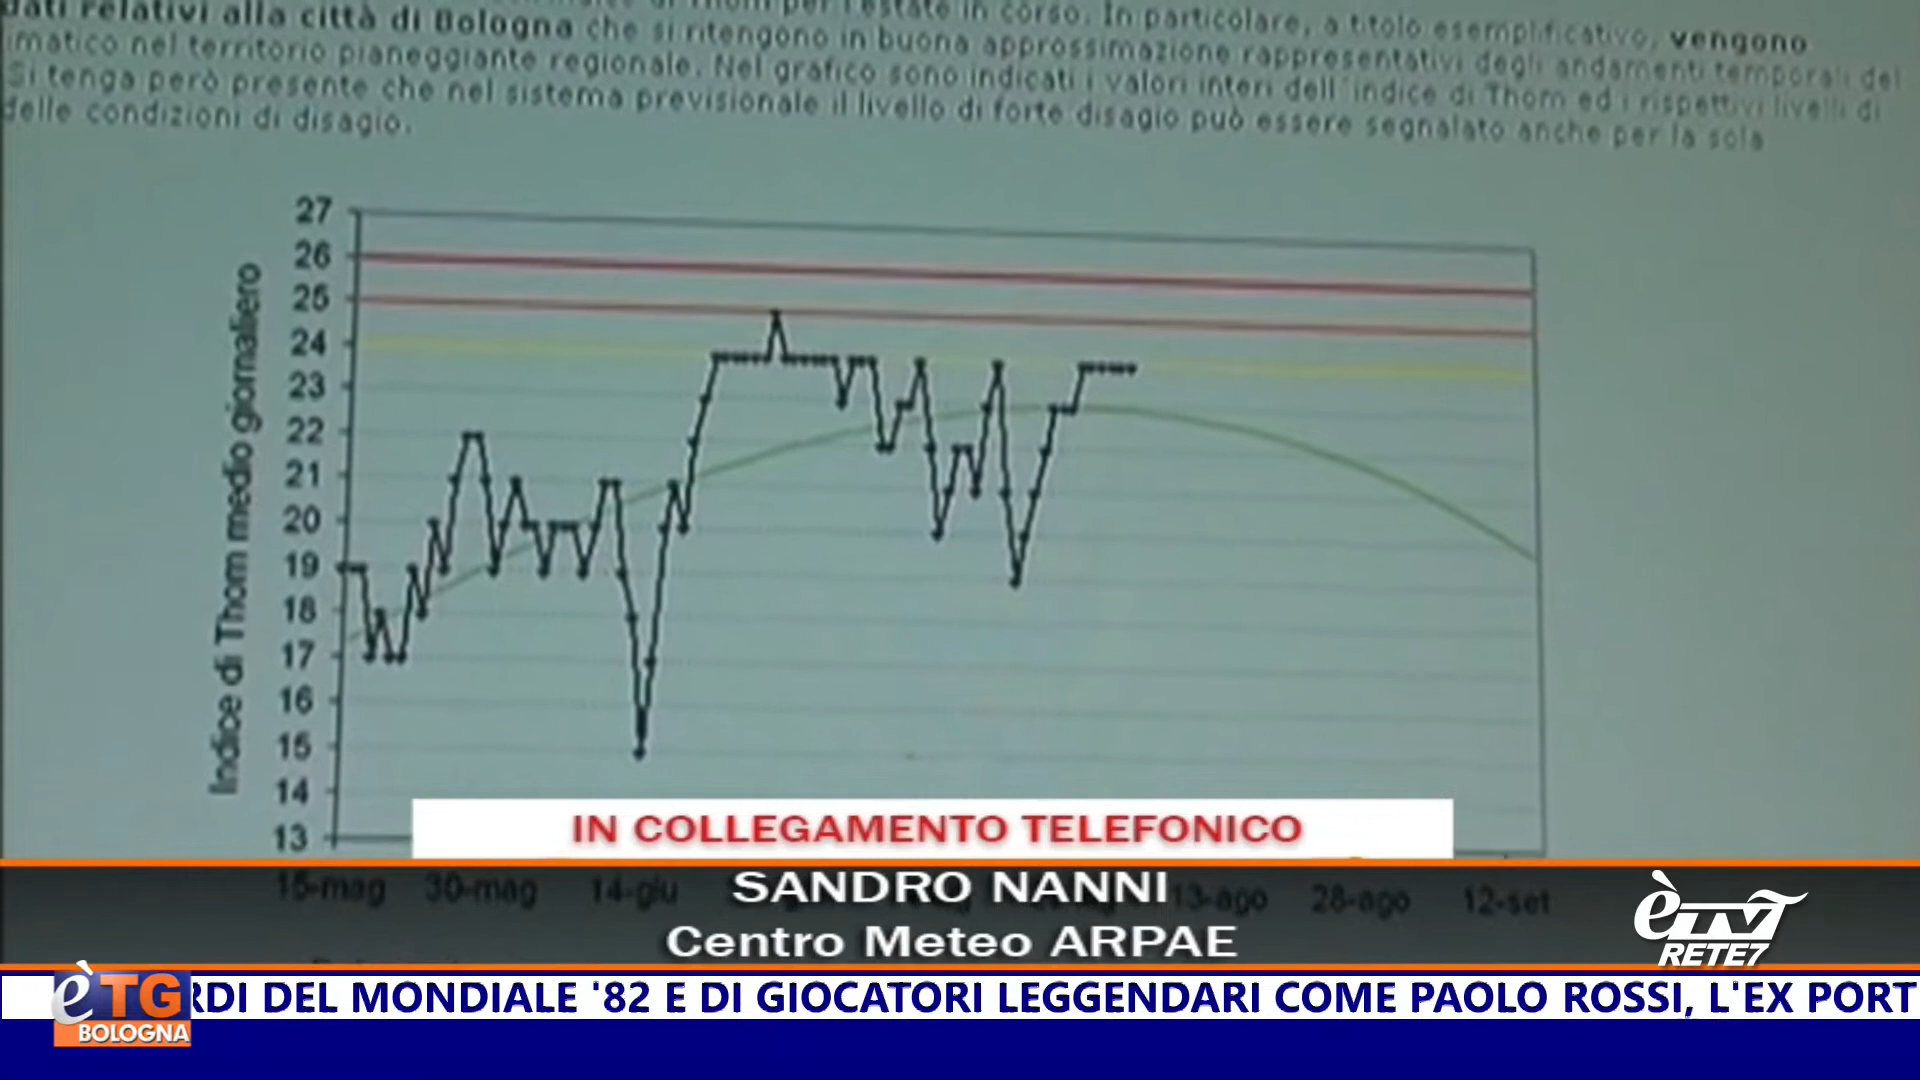 dati relativi alla città di Bologna che si ritengono in buona approssimazione rappresentativi degli andamenti temporali del
imatico nel territorio pianeggiante regionale. Nel grafico sono indicati i valori interi dell'indice di Thom ed i rispettivi livelli di
Si tenga però presente che nel sistema previsionale il livello di forte disagio può essere segnalato anche per la sola
delle condizioni di disagio.
Indice di Thom medio giornaliero
27
26
25
24
23
22
21
20
19
18
17
16
15
14
13
15-mag 30-mag 14-giu 13-ago 28-ago 12-set
IN COLLEGAMENTO TELEFONICO
SANDRO NANNI
Centro Meteo ARPAE
èTV
RETE7
èTG
BOLOGNA
RDI DEL MONDIALE '82 E DI GIOCATORI LEGGENDARI COME PAOLO ROSSI, L'EX PORT